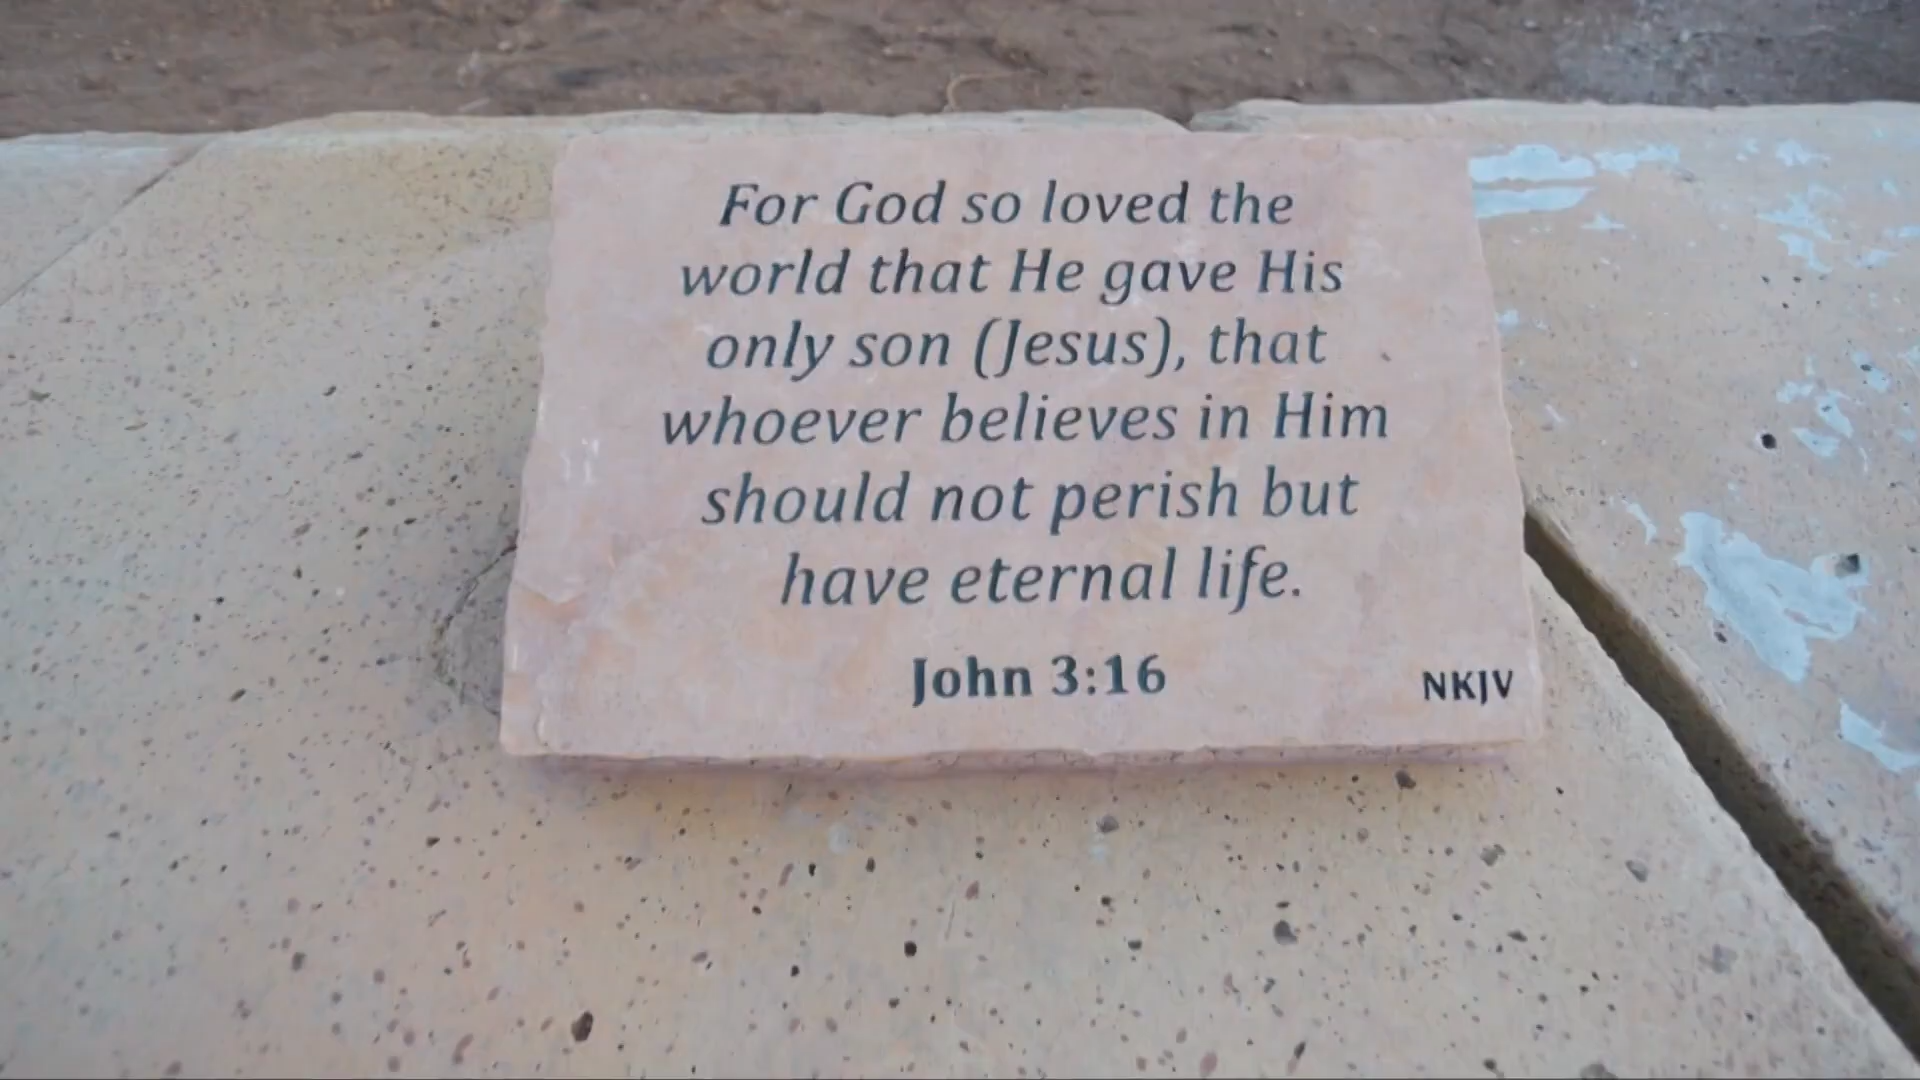 For God so loved the
world that He gave His
only son (Jesus), that
whoever believes in Him
should not perish but
have eternal life.
John 3:16
NKJV